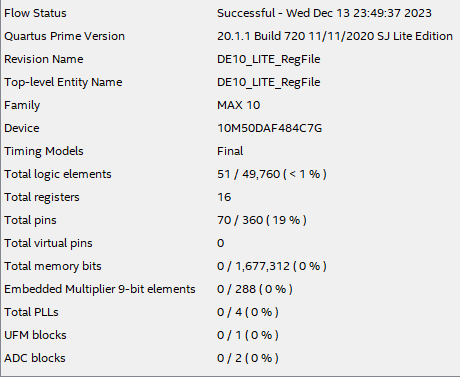 Flow Status Successful - Wed Dec 13 23:49:37 2023
Quartus Prime Version 20.1.1 Build 720 11/11/2020 SJ Lite Edition
Revision Name DE10_LITE_RegFile
Top-level Entity Name DE10_LITE_RegFile
Family MAX 10
Device 10M50DAF484C7G
Timing Models Final
Total logic elements 51 / 49,760 ( < 1 % )
Total registers 16
Total pins 70 / 360 ( 19 % )
Total virtual pins 0
Total memory bits 0 / 1,677,312 ( 0 % )
Embedded Multiplier 9-bit elements 0 / 288 ( 0 % )
Total PLLs 0 / 4 ( 0 % )
UFM blocks 0 / 1 ( 0 % )
ADC blocks 0 / 2 ( 0 % )